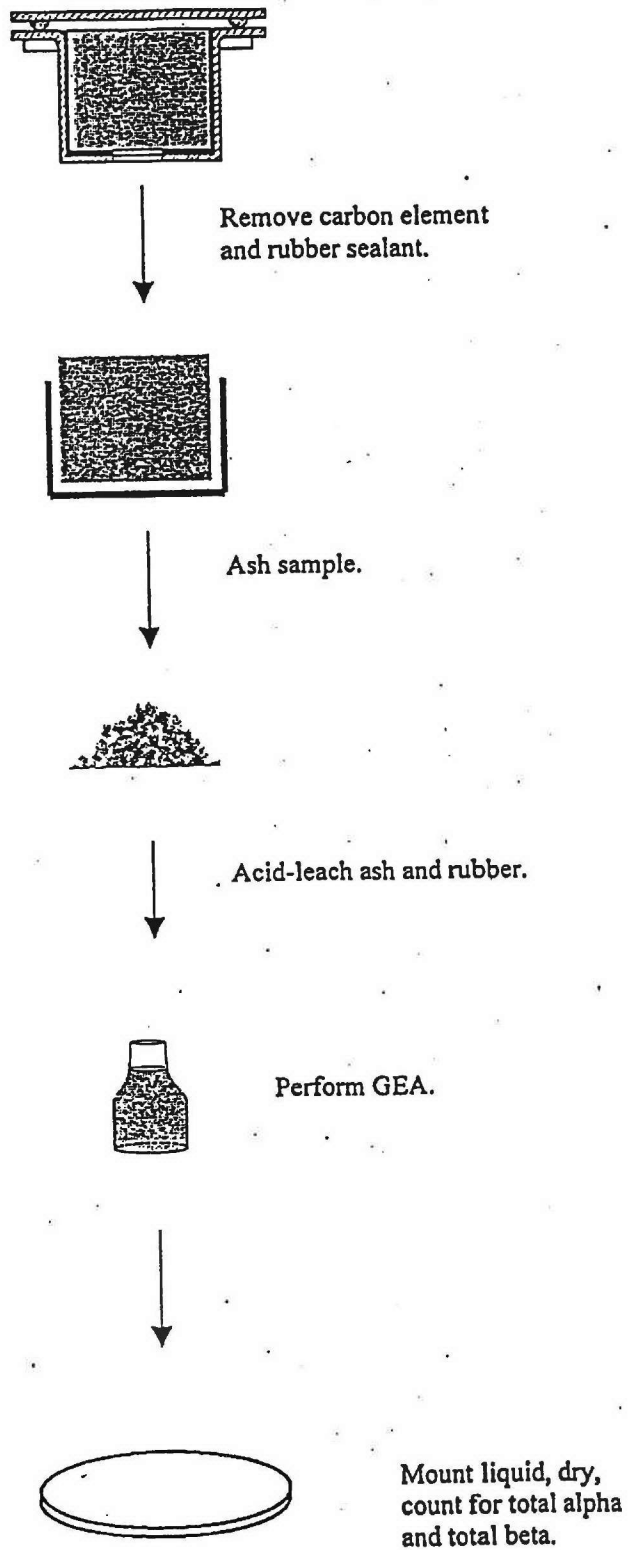 Remove carbon element
and rubber sealant.
Ash sample.
Acid-leach ash and rubber.
Perform GEA.
Mount liquid, dry,
count for total alpha
and total beta.